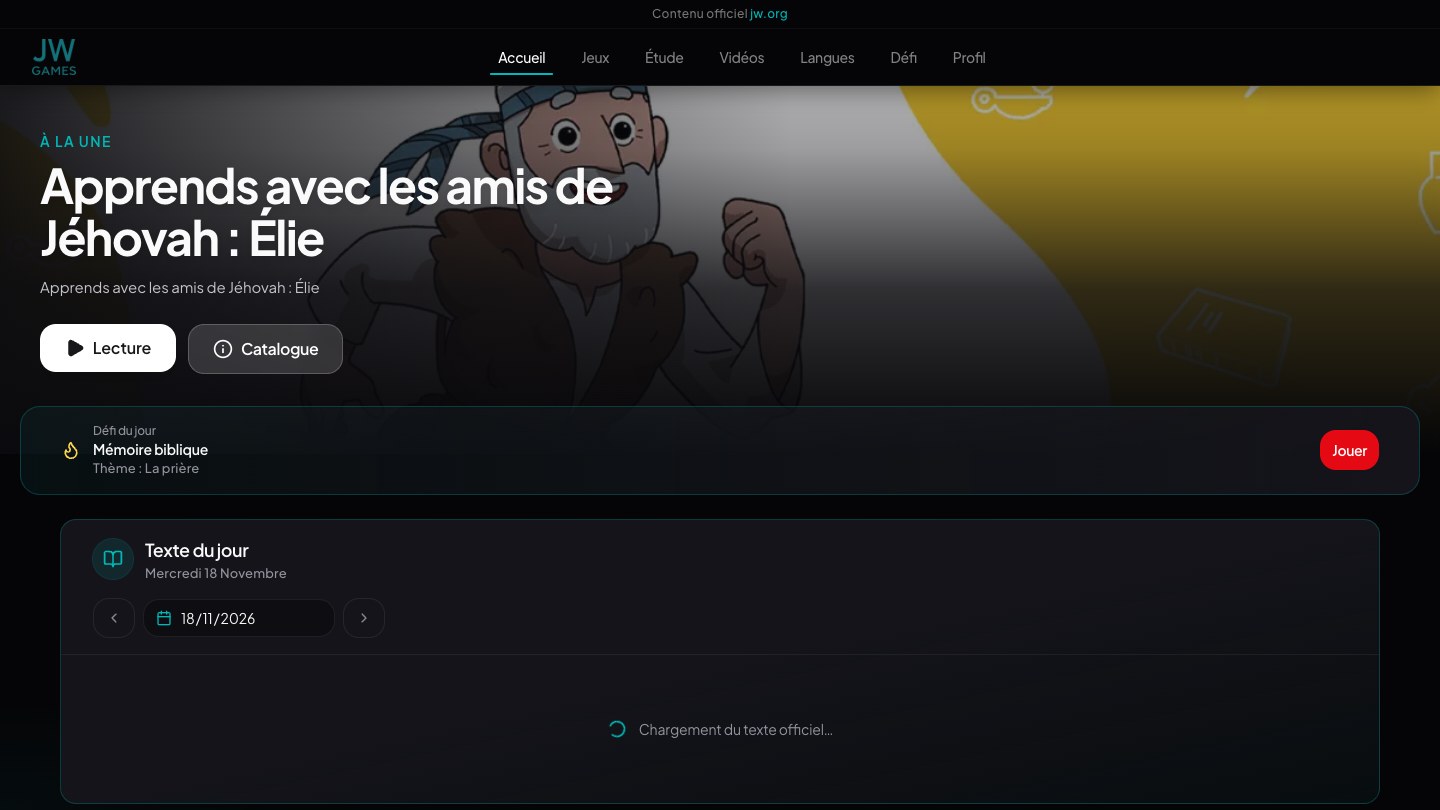 Contenu officiel jw.org
JW
GAMES
Accueil
Jeux
Étude
Vidéos
Langues
Défi
Profil
À LA UNE
Apprends avec les amis de
Jéhovah : Élie
Apprends avec les amis de Jéhovah : Élie
Lecture
Catalogue
Défi du jour
Mémoire biblique
Thème : La prière
Jouer
Texte du jour
Mercredi 18 Novembre
18/11/2026
Chargement du texte officiel...